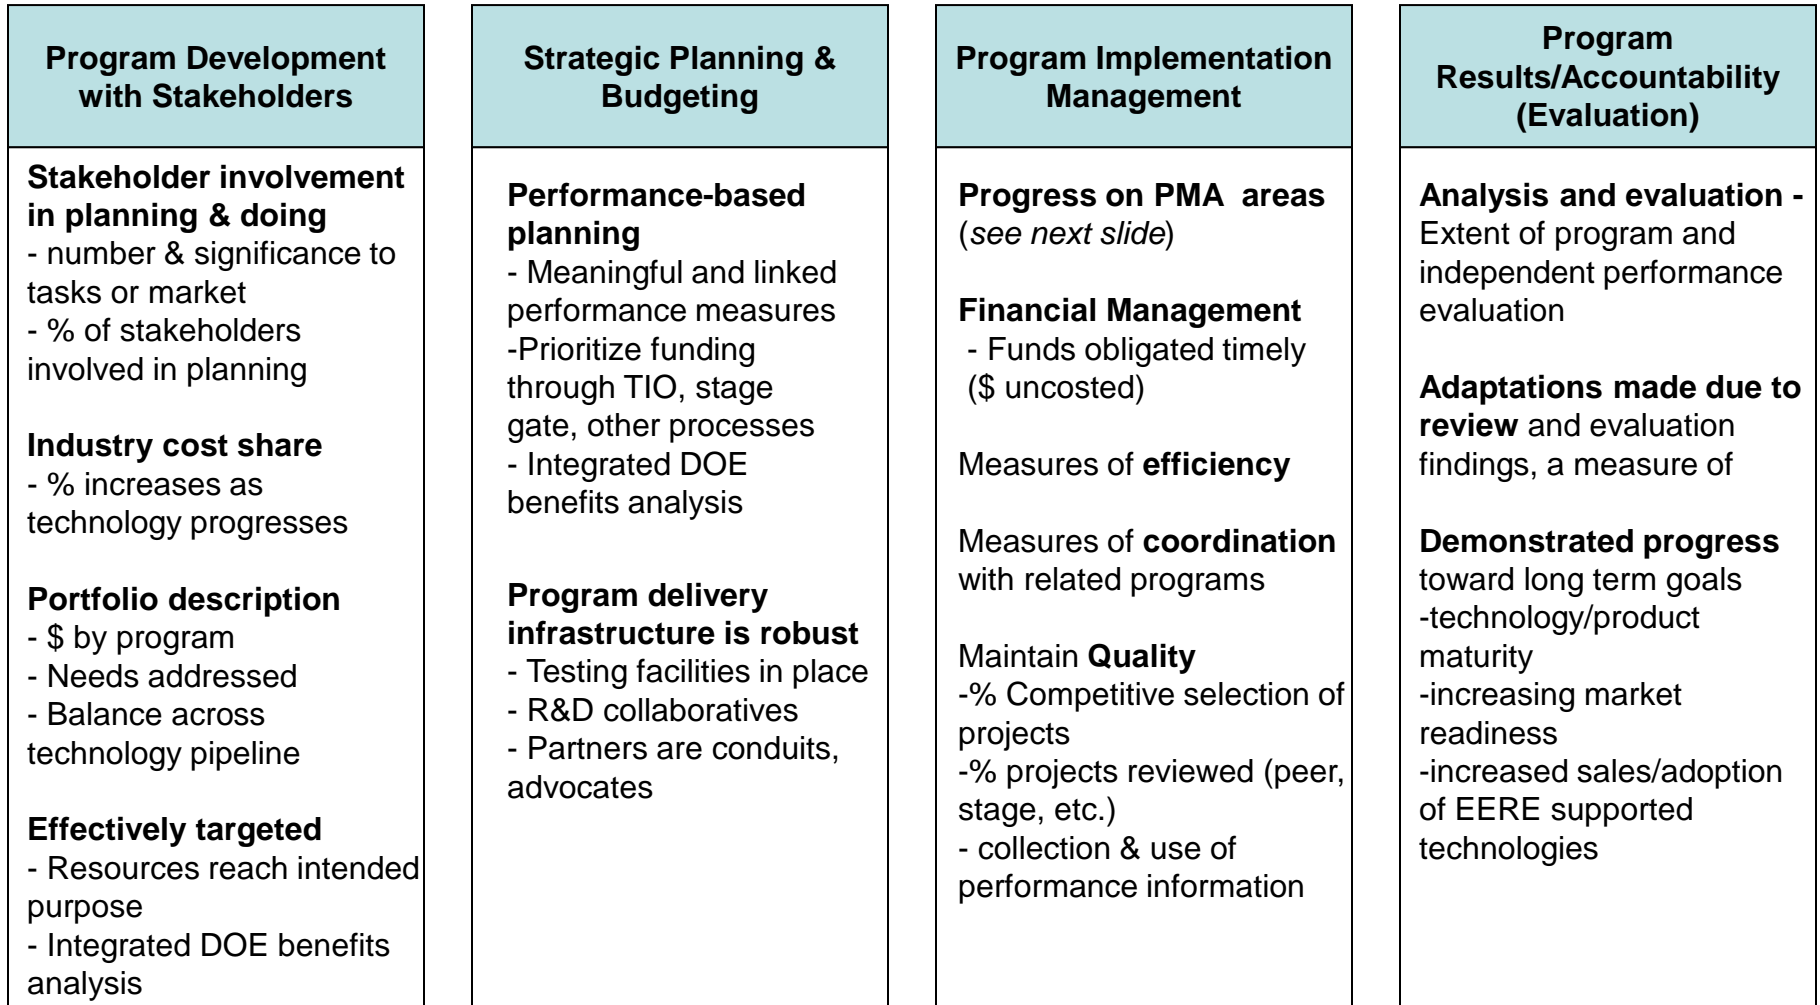 Program Development
with Stakeholders
Stakeholder involvement
in planning & doing
- number & significance to
tasks or market
- % of stakeholders
involved in planning
Industry cost share
- % increases as
technology progresses
Portfolio description
- $ by program
- Needs addressed
- Balance across
technology pipeline
Effectively targeted
- Resources reach intended
purpose
- Integrated DOE benefits
analysis
Strategic Planning &
Budgeting
Performance-based
planning
- Meaningful and linked
performance measures
-Prioritize funding
through TIO, stage
gate, other processes
- Integrated DOE
benefits analysis
Program delivery
infrastructure is robust
- Testing facilities in place
- R&D collaboratives
- Partners are conduits,
advocates
Program Implementation
Management
Progress on PMA areas
(see next slide)
Financial Management
- Funds obligated timely
($ uncosted)
Measures of efficiency
Measures of coordination
with related programs
Maintain Quality
-% Competitive selection of
projects
-% projects reviewed (peer,
stage, etc.)
- collection & use of
performance information
Program
Results/Accountability
(Evaluation)
Analysis and evaluation -
Extent of program and
independent performance
evaluation
Adaptations made due to
review and evaluation
findings, a measure of
Demonstrated progress
toward long term goals
-technology/product
maturity
-increasing market
readiness
-increased sales/adoption
of EERE supported
technologies